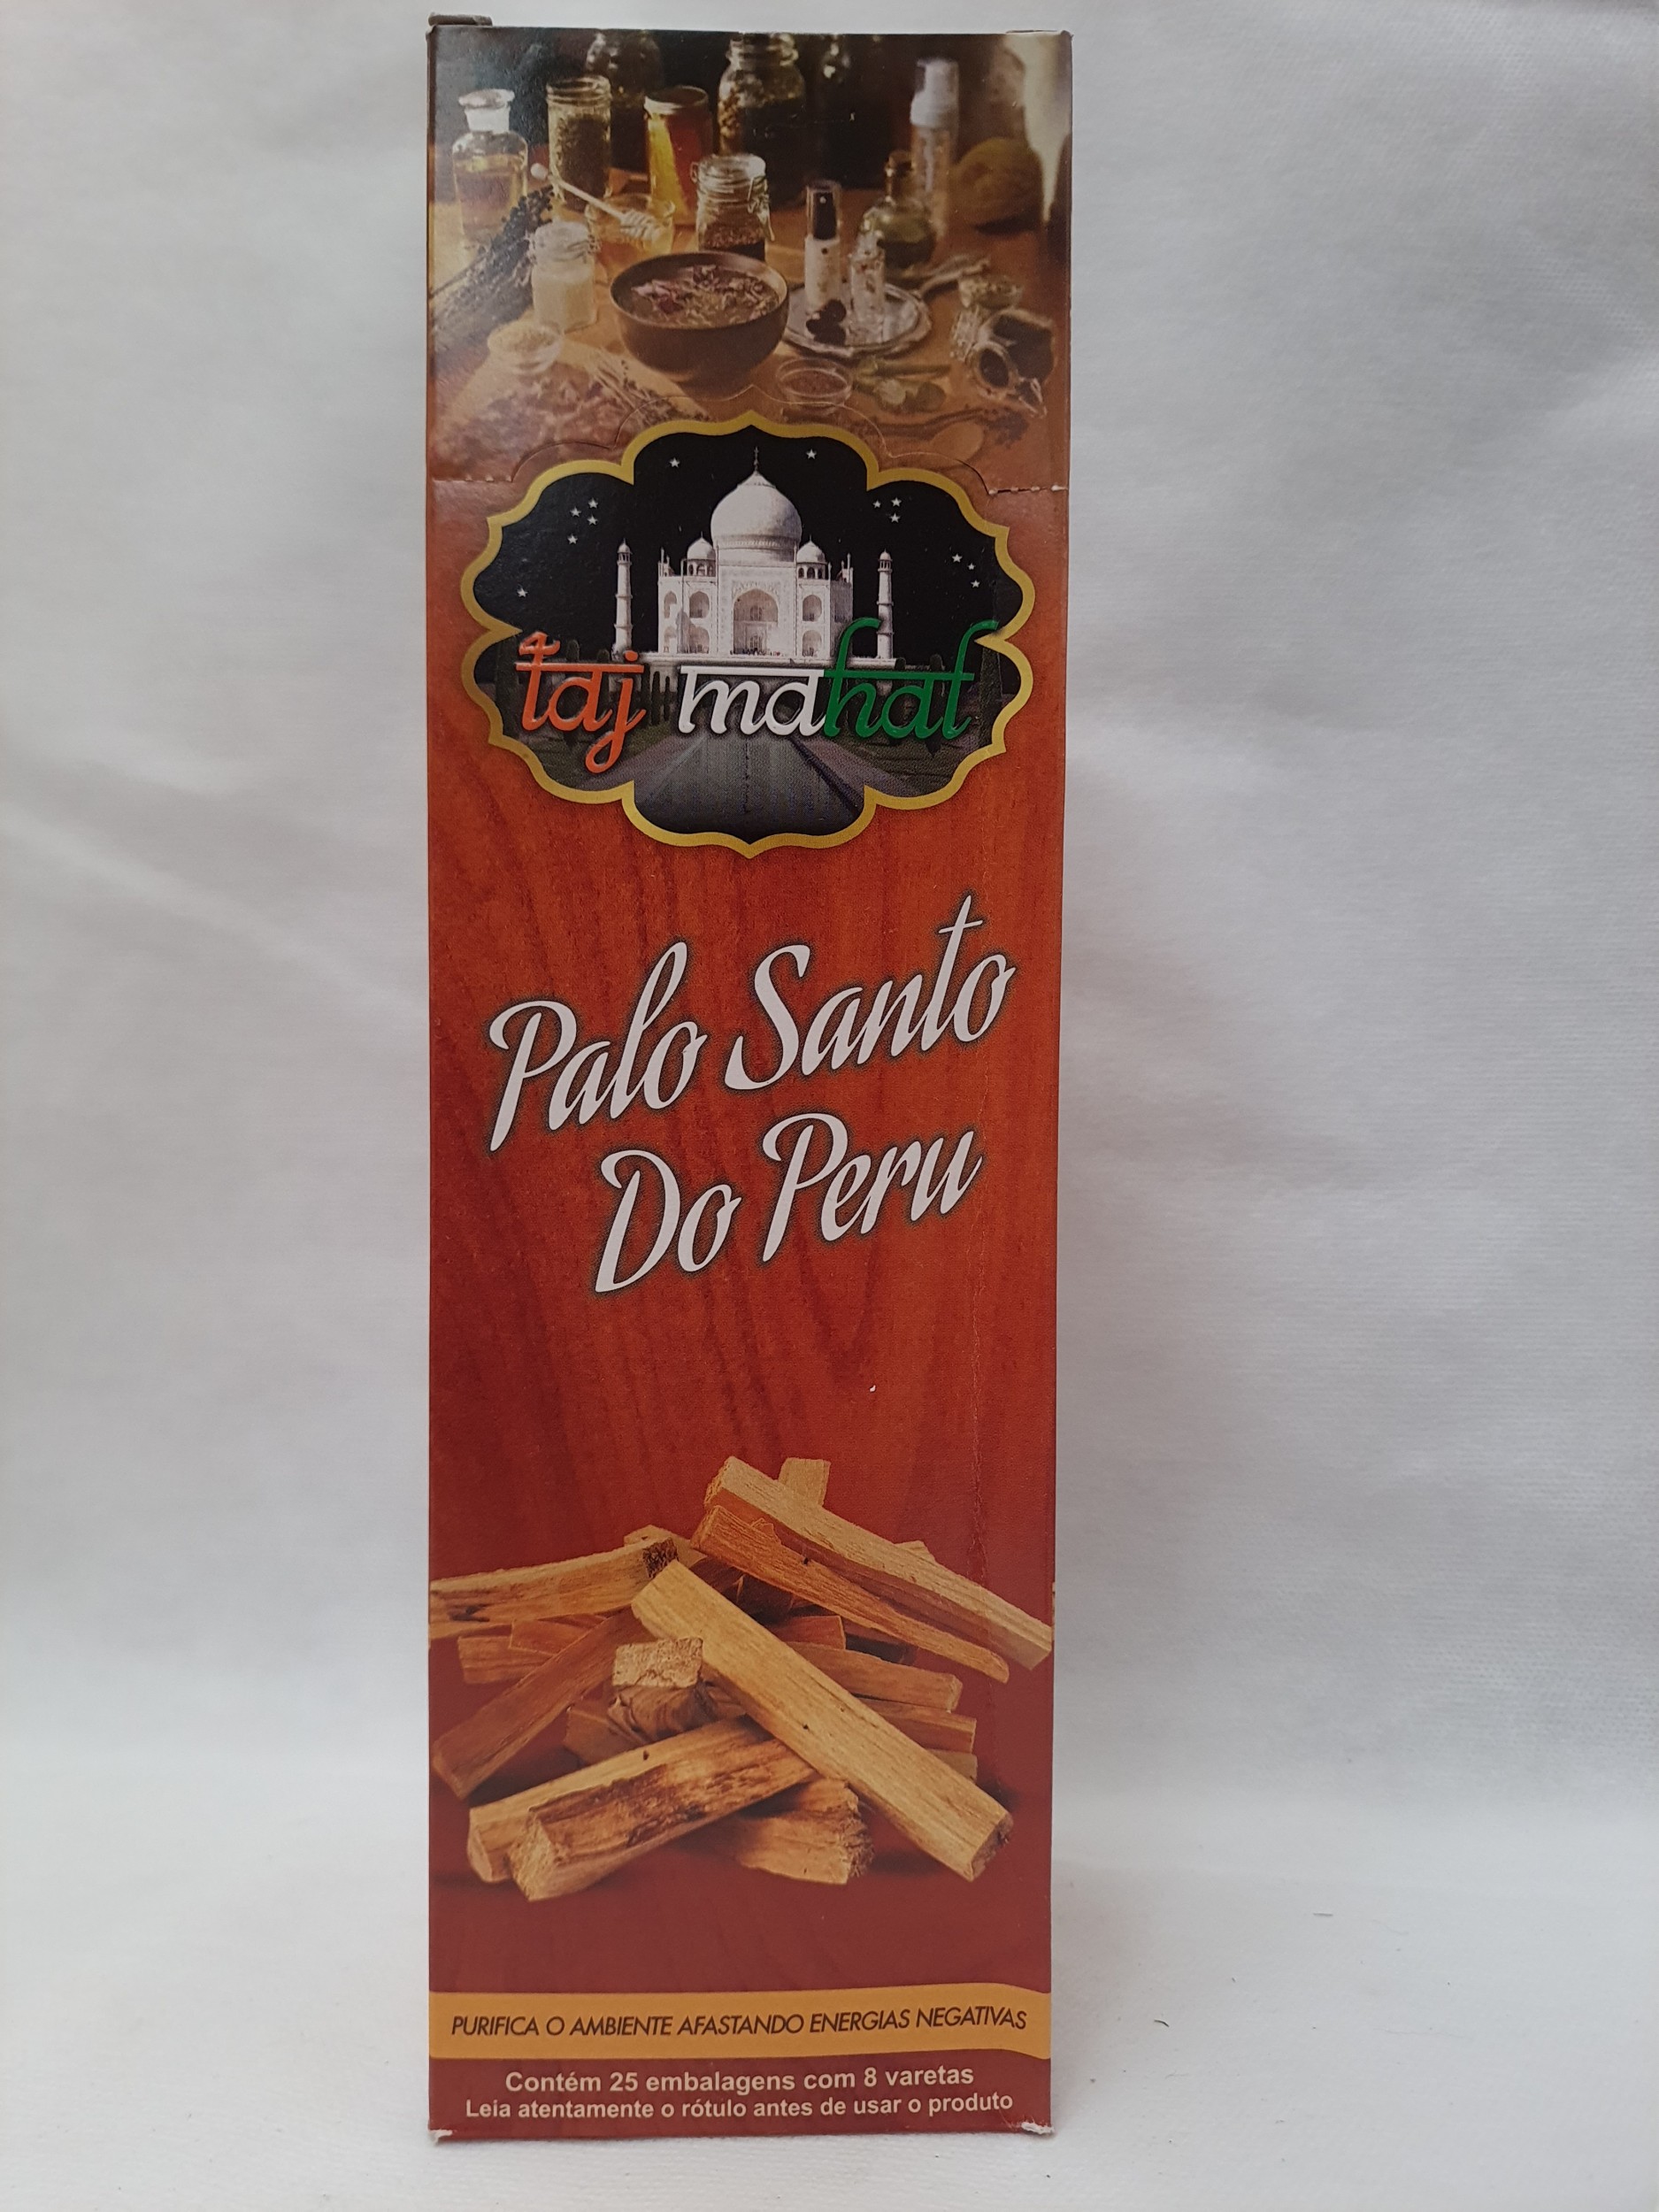 taj mahal
Palo Santo
Do Peru
PURIFICA O AMBIENTE AFASTANDO ENERGIAS NEGATIVAS
Contém 25 embalagens com 8 varetas
Leia atentamente o rótulo antes de usar o produto